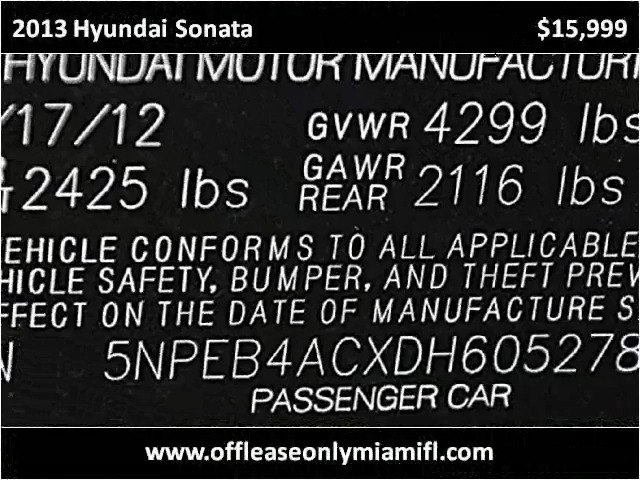 2013 Hyundai Sonata $15,999
HYUNDAI MOTOR MANUFACTURI
/17/12 GVWR 4299 lbs
GAWR
2425 lbs REAR 2116 lbs
EHICLE CONFORMS TO ALL APPLICABLE
HICLE SAFETY, BUMPER, AND THEFT PREV
FFECT ON THE DATE OF MANUFACTURE S
N 5NPEB4ACXDH605278
PASSENGER CAR
www.offleaseonlymiamifl.com